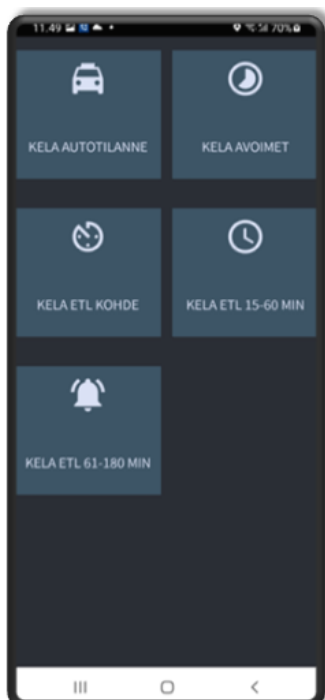 11.49 70%
KELA AUTOTILANNE KELA AVOIMET
KELA ETL KOHDE KELA ETL 15-60 MIN
KELA ETL 61-180 MIN